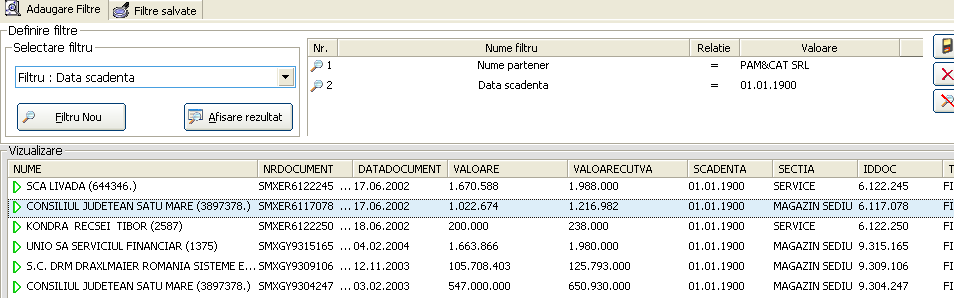 Adaugare Filtre Filtre salvate
Definire filtre
Selectare filtru
Nr. Nume filtru Relatie Valoare
1 Nume partener = PAM&CAT SRL
Filtru : Data scadenta
2 Data scadenta = 01.01.1900
Filtru Nou Afisare rezultat
Vizualizare
NUME NRDOCUMENT DATADOCUMENT VALOARE VALOARECUTVA SCADENTA SECTIA IDDOC T
SCA LIVADA (644346.) SMXER6122245 ... 17.06.2002 1.670.588 1.988.000 01.01.1900 SERVICE 6.122.245 FI
CONSILIUL JUDETEAN SATU MARE (3897378.) SMXER6117078 ... 17.06.2002 1.022.674 1.216.982 01.01.1900 MAGAZIN SEDIU 6.117.078 FI
KONDRA RECSEI TIBOR (2587) SMXER6122250 ... 18.06.2002 200.000 238.000 01.01.1900 SERVICE 6.122.250 FI
UNIO SA SERVICIUL FINANCIAR (1375) SMXGY9315165 ... 04.02.2004 1.663.866 1.980.000 01.01.1900 MAGAZIN SEDIU 9.315.165 FI
S.C. DRM DRAXLMAIER ROMANIA SISTEME E... SMXGY9309106 ... 12.11.2003 105.708.403 125.793.000 01.01.1900 MAGAZIN SEDIU 9.309.106 FI
CONSILIUL JUDETEAN SATU MARE (3897378.) SMXGY9304247 ... 03.02.2003 547.000.000 650.930.000 01.01.1900 MAGAZIN SEDIU 9.304.247 FI